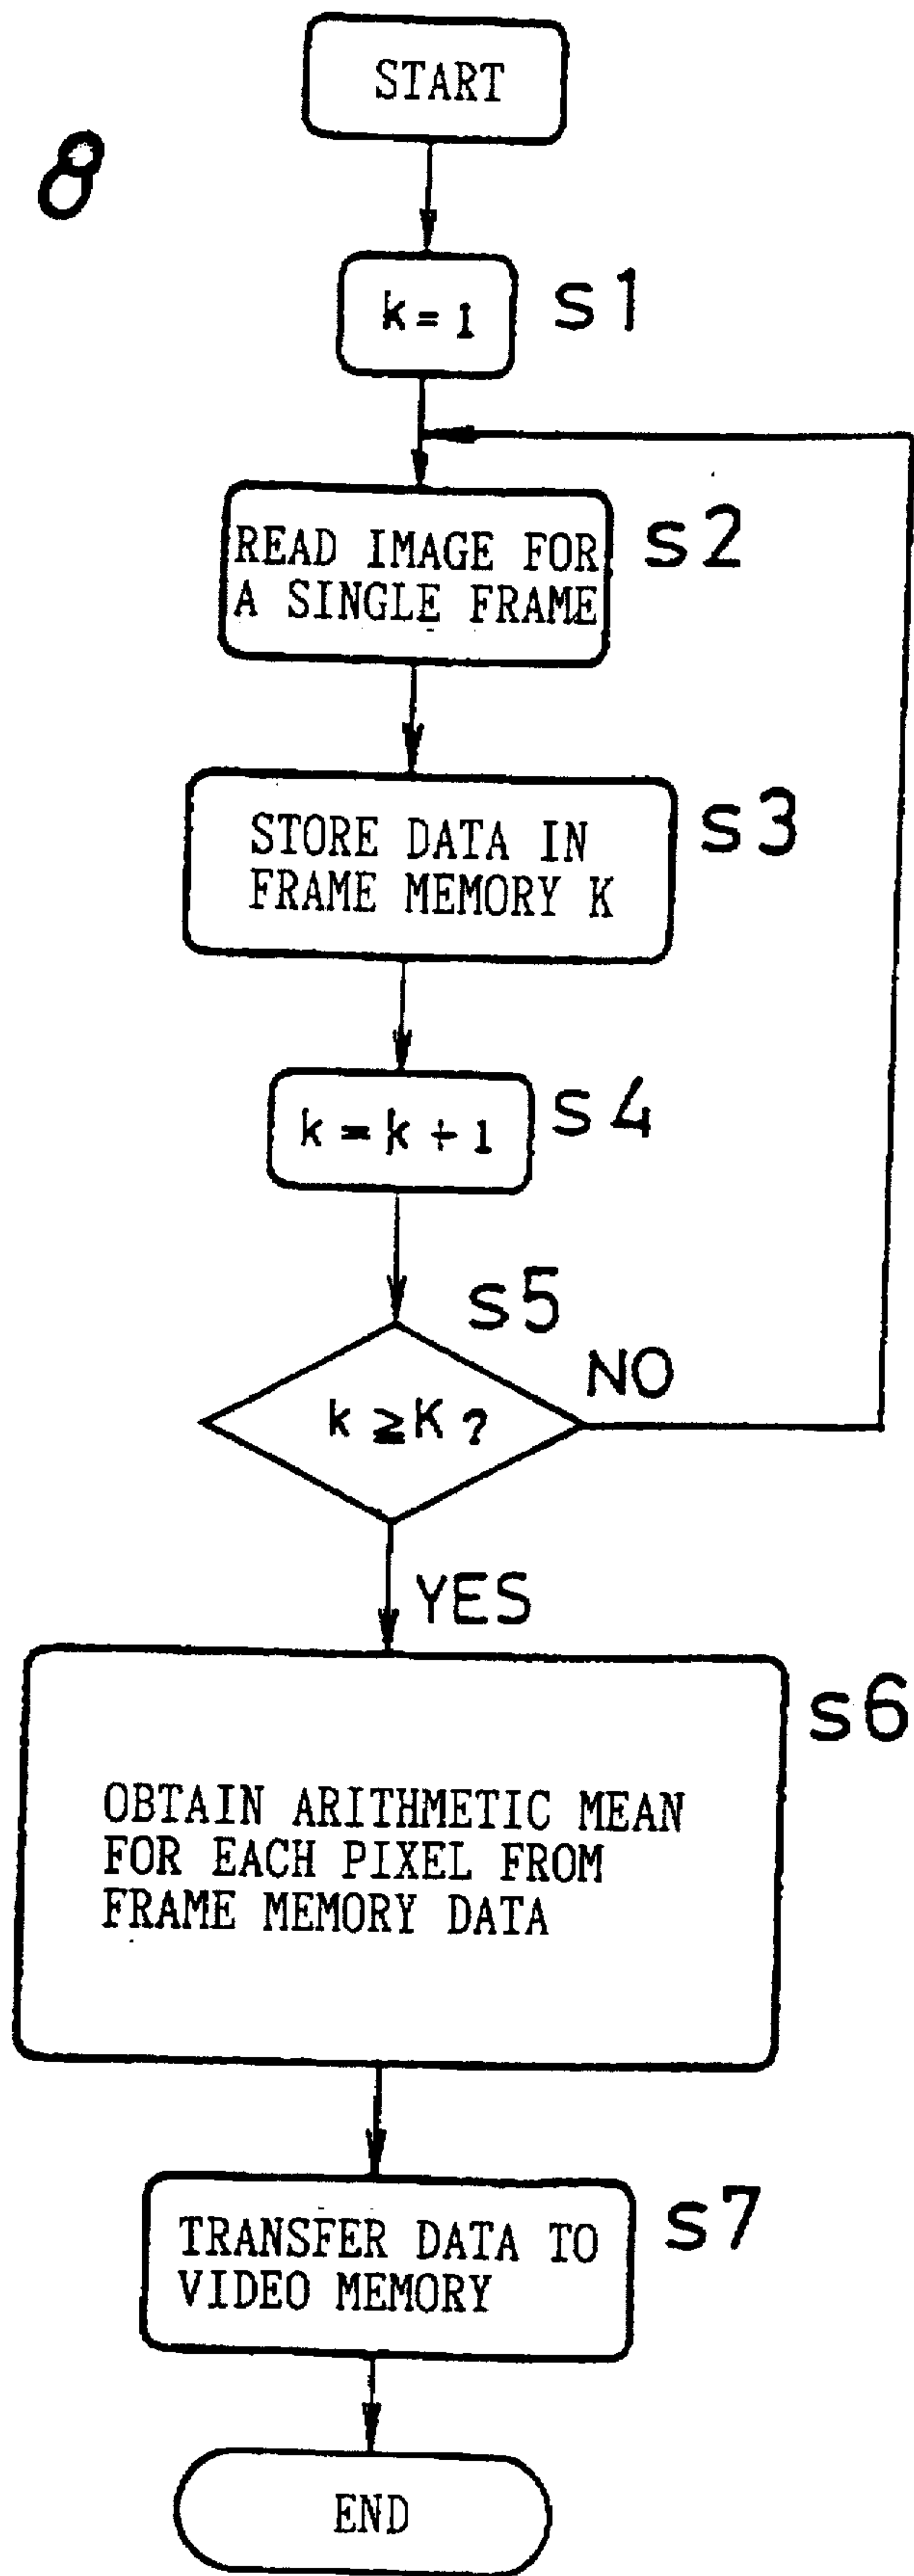 START
8
k = 1
s1
READ IMAGE FOR
A SINGLE FRAME
s2
STORE DATA IN
FRAME MEMORY K
s3
k = k + 1
s4
s5
k ≧ K ?
NO
YES
s6
OBTAIN ARITHMETIC MEAN
FOR EACH PIXEL FROM
FRAME MEMORY DATA
TRANSFER DATA TO
VIDEO MEMORY
s7
END